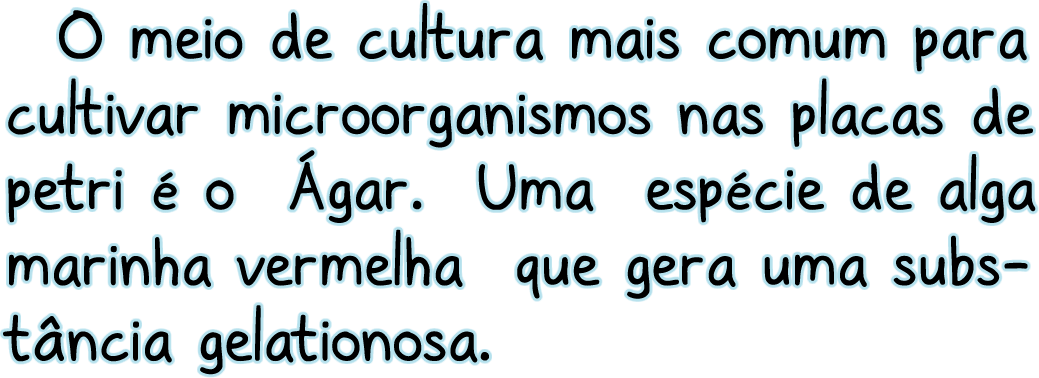 O meio de cultura mais comum para
cultivar microorganismos nas placas de
petri é o Ágar. Uma espécie de alga
marinha vermelha que gera uma subs-
tância gelationosa.